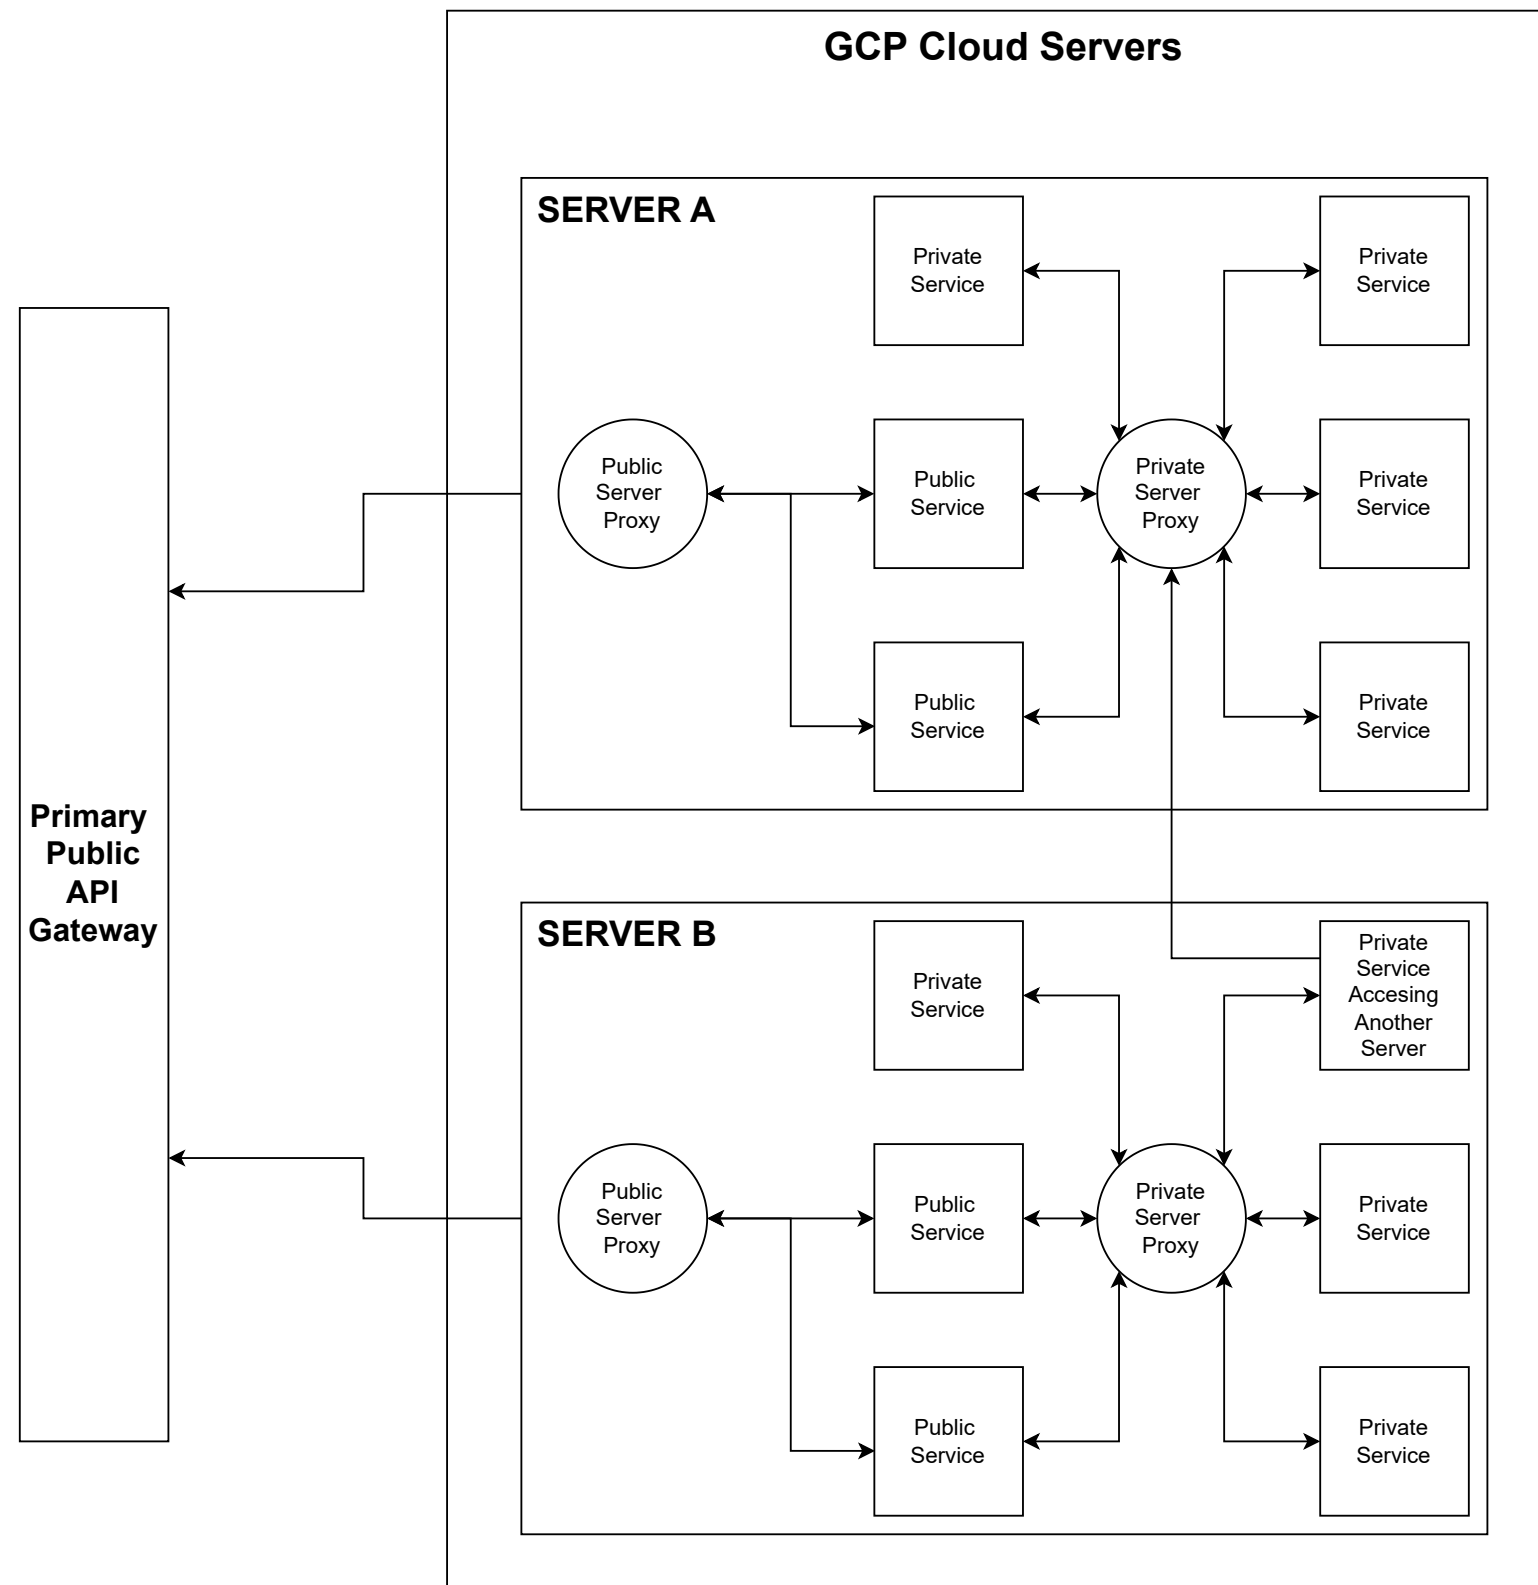 GCP Cloud Servers
SERVER A
Private
Service
Private
Service
Public
Server
Proxy
Public
Service
Private
Server
Proxy
Private
Service
Public
Service
Private
Service
Primary
Public
API
Gateway
SERVER B
Private
Service
Private
Service
Accesing
Another
Server
Public
Server
Proxy
Public
Service
Private
Server
Proxy
Private
Service
Public
Service
Private
Service